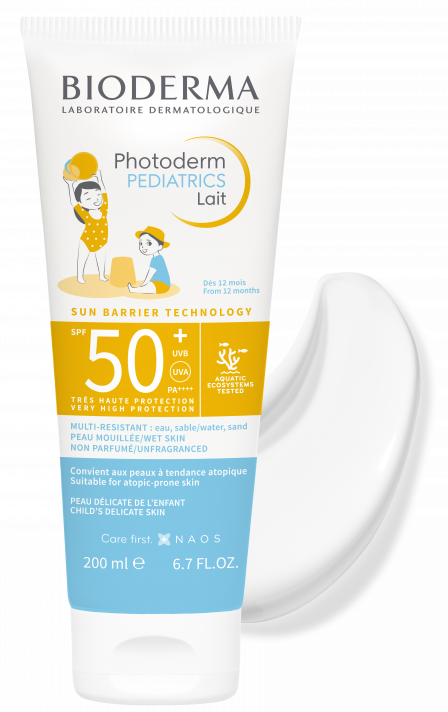 BIODERMA
LABORATOIRE DERMATOLOGIQUE
Photoderm
PEDIATRICS
Lait
Dès 12 mois
From 12 months
SUN BARRIER TECHNOLOGY
SPF 50+
UVB
UVA
PA++++
TRÈS HAUTE PROTECTION
VERY HIGH PROTECTION
AQUATIC
ECOSYSTEMS
TESTED
MULTI-RESISTANT : eau, sable/water, sand
PEAU MOUILLÉE/WET SKIN
NON PARFUMÉ/UNFRAGRANCED
Convient aux peaux à tendance atopique
Suitable for atopic-prone skin
PEAU DÉLICATE DE L'ENFANT
CHILD'S DELICATE SKIN
Care first. NAOS
200 ml ℮ 6.7 FL.OZ.